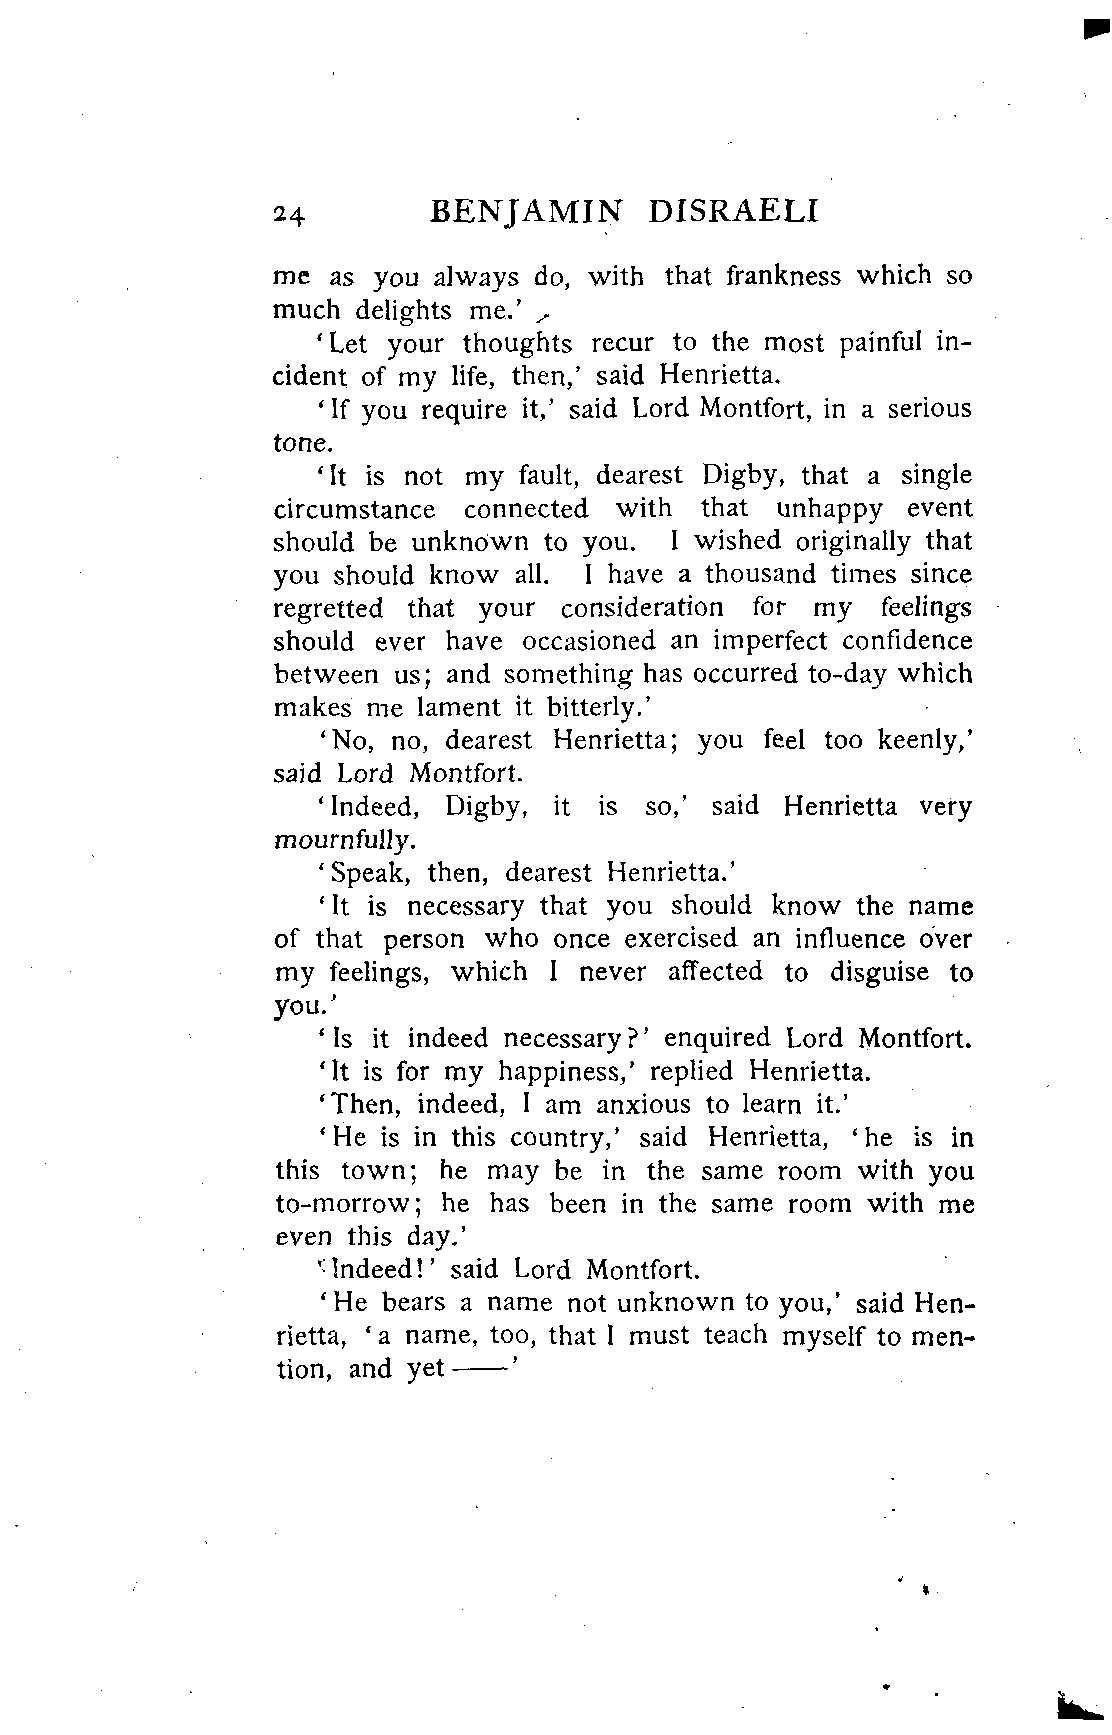 24 BENJAMIN DISRAELI
me as you always do, with that frankness which so
much delights me.'
'Let your thoughts recur to the most painful in-
cident of my life, then,' said Henrietta.
'If you require it,' said Lord Montfort, in a serious
tone.
'It is not my fault, dearest Digby, that a single
circumstance connected with that unhappy event
should be unknown to you. I wished originally that
you should know all. I have a thousand times since
regretted that your consideration for my feelings
should ever have occasioned an imperfect confidence
between us; and something has occurred to-day which
makes me lament it bitterly.'
'No, no, dearest Henrietta; you feel too keenly,'
said Lord Montfort.
'Indeed, Digby, it is so,' said Henrietta very
mournfully.
'Speak, then, dearest Henrietta.'
'It is necessary that you should know the name
of that person who once exercised an influence over
my feelings, which I never affected to disguise to
you.'
'Is it indeed necessary?' enquired Lord Montfort.
'It is for my happiness,' replied Henrietta.
'Then, indeed, I am anxious to learn it.'
'He is in this country,' said Henrietta, 'he is in
this town; he may be in the same room with you
to-morrow; he has been in the same room with me
even this day.'
'Indeed!' said Lord Montfort.
'He bears a name not unknown to you,' said Hen-
rietta, 'a name, too, that I must teach myself to men-
tion, and yet——'